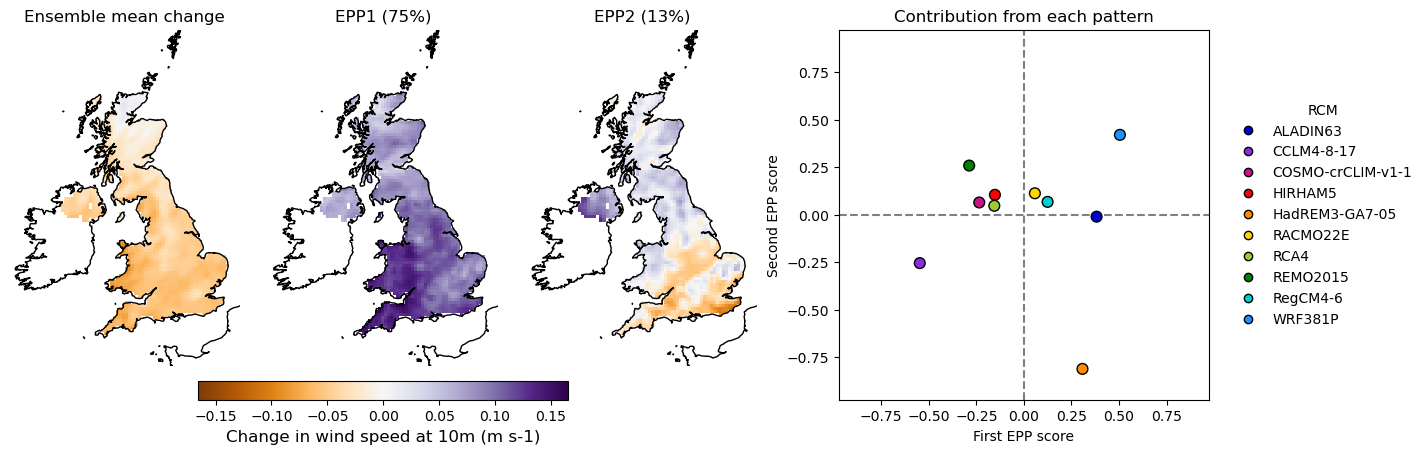 Ensemble mean change
EPP1 (75%)
EPP2 (13%)
Contribution from each pattern
−0.15 −0.10 −0.05 0.00 0.05 0.10 0.15
Change in wind speed at 10m (m s-1)
Second EPP score
0.75
0.50
0.25
0.00
−0.25
−0.50
−0.75
−0.75 −0.50 −0.25 0.00 0.25 0.50 0.75
First EPP score
RCM
ALADIN63
CCLM4-8-17
COSMO-crCLIM-v1-1
HIRHAM5
HadREM3-GA7-05
RACMO22E
RCA4
REMO2015
RegCM4-6
WRF381P